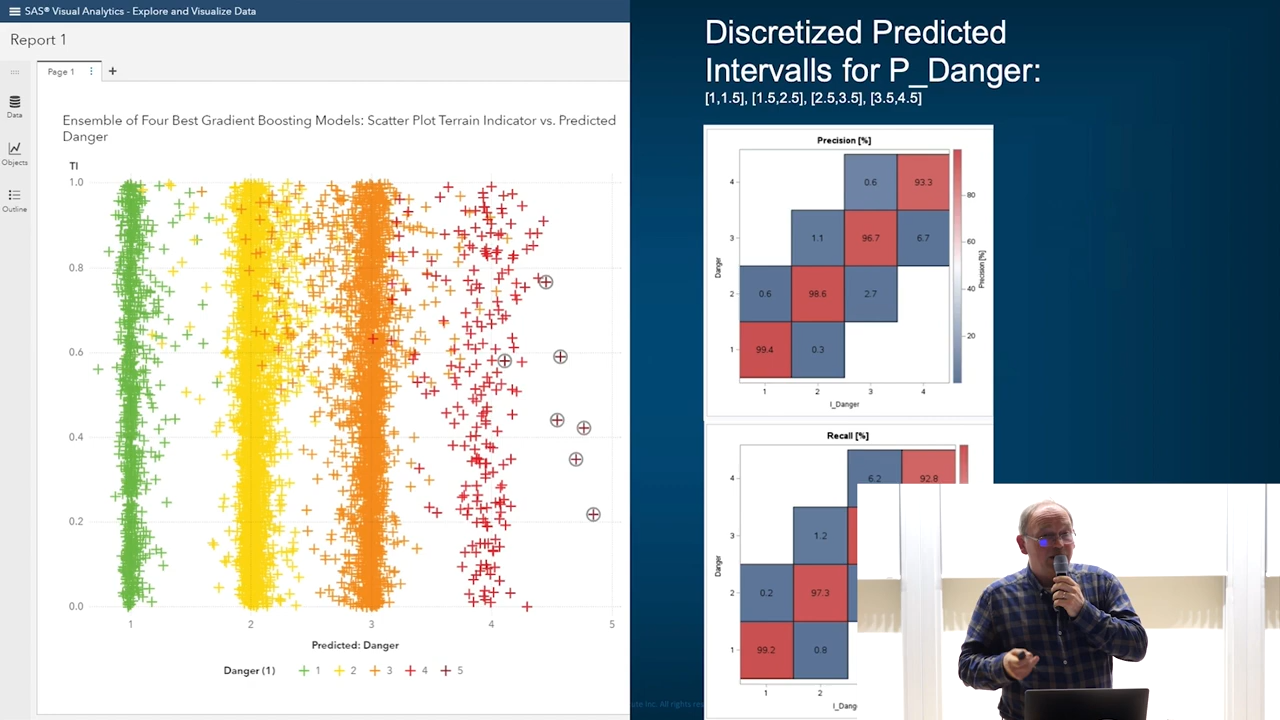 SAS® Visual Analytics - Explore and Visualize Data
Report 1
Page 1
Data
Objects
Outline
Ensemble of Four Best Gradient Boosting Models: Scatter Plot Terrain Indicator vs. Predicted
Danger
TI
1.0
0.8
0.6
0.4
0.2
0.0
1 2 3 4 5
Predicted: Danger
Danger (1) 1 2 3 4 5
Discretized Predicted
Intervalls for P_Danger:
[1,1.5], [1.5,2.5], [2.5,3.5], [3.5,4.5]
Precision [%]
4 0.6 93.3
3 1.1 96.7 6.7
2 0.6 98.6 2.7
1 99.4 0.3
1 2 3 4
I_Danger
Danger
80
60
40
20
Precision [%]
Recall [%]
4 6.2 92.8
3 1.2
2 0.2 97.3
1 99.2 0.8
1 2
I_Dang
Danger
ute Inc. All rights res